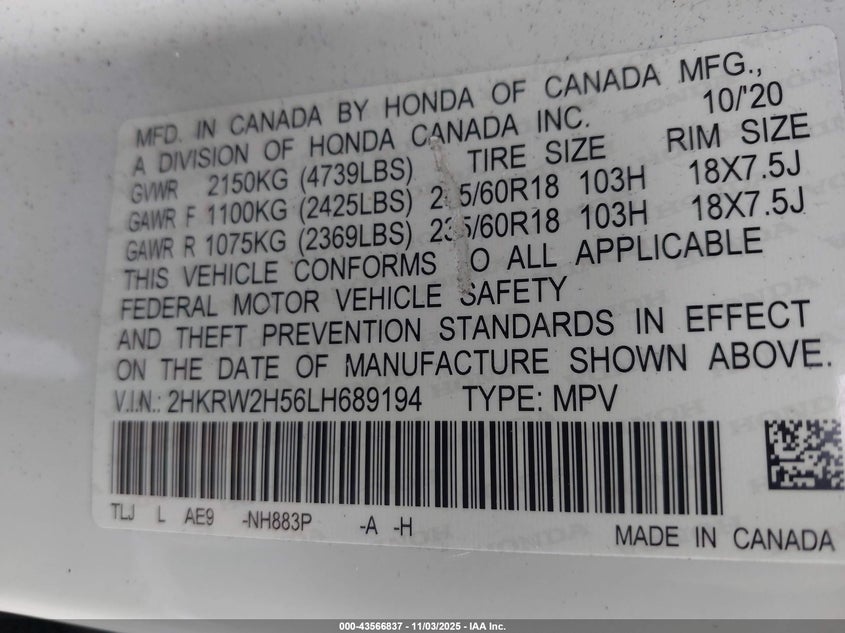 MFD. IN CANADA BY HONDA OF CANADA MFG.,
A DIVISION OF HONDA CANADA INC. 10/'20
GVWR 2150KG (4739LBS) TIRE SIZE RIM SIZE
GAWR F 1100KG (2425LBS) 2 5/60R18 103H 18X7.5J
GAWR R 1075KG (2369LBS) 235/60R18 103H 18X7.5J
THIS VEHICLE CONFORMS O ALL APPLICABLE
FEDERAL MOTOR VEHICLE SAFETY
AND THEFT PREVENTION STANDARDS IN EFFECT
ON THE DATE OF MANUFACTURE SHOWN ABOVE.
V.I.N.: 2HKRW2H56LH689194 TYPE: MPV
TLJ L AE9 -NH883P -A -H
MADE IN CANADA
000-43566837 - 11/03/2025 - IAA Inc.